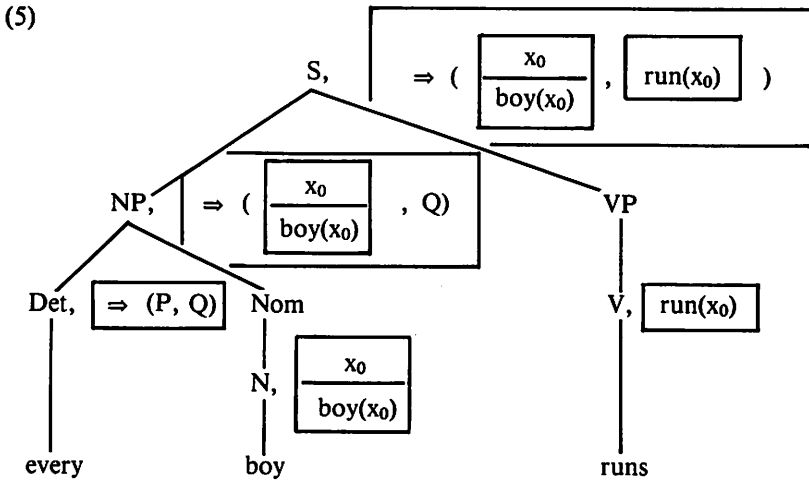 (5)
S, ⇒ ( x₀ boy(x₀) , run(x₀) )
NP, ⇒ ( x₀ boy(x₀) , Q) VP
Det, ⇒ (P, Q) Nom V, run(x₀)
N, x₀ boy(x₀)
every boy runs